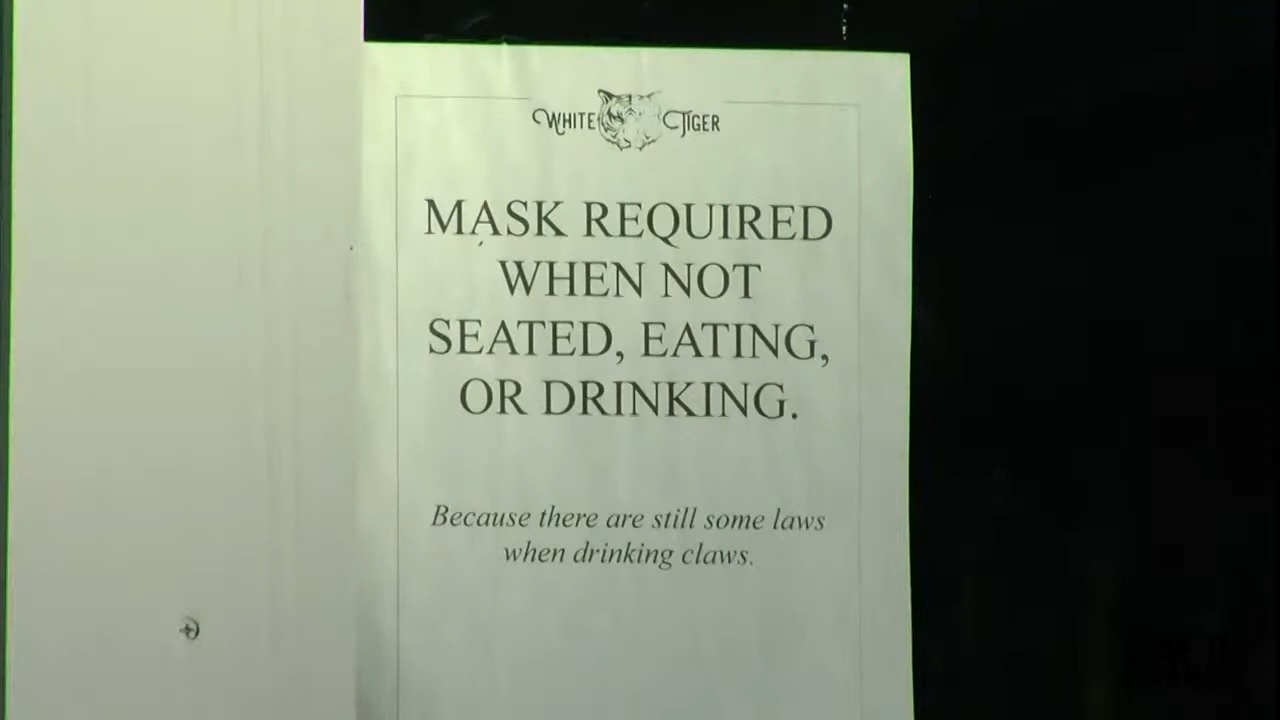 WHITE TIGER
MASK REQUIRED
WHEN NOT
SEATED, EATING,
OR DRINKING.
Because there are still some laws
when drinking claws.